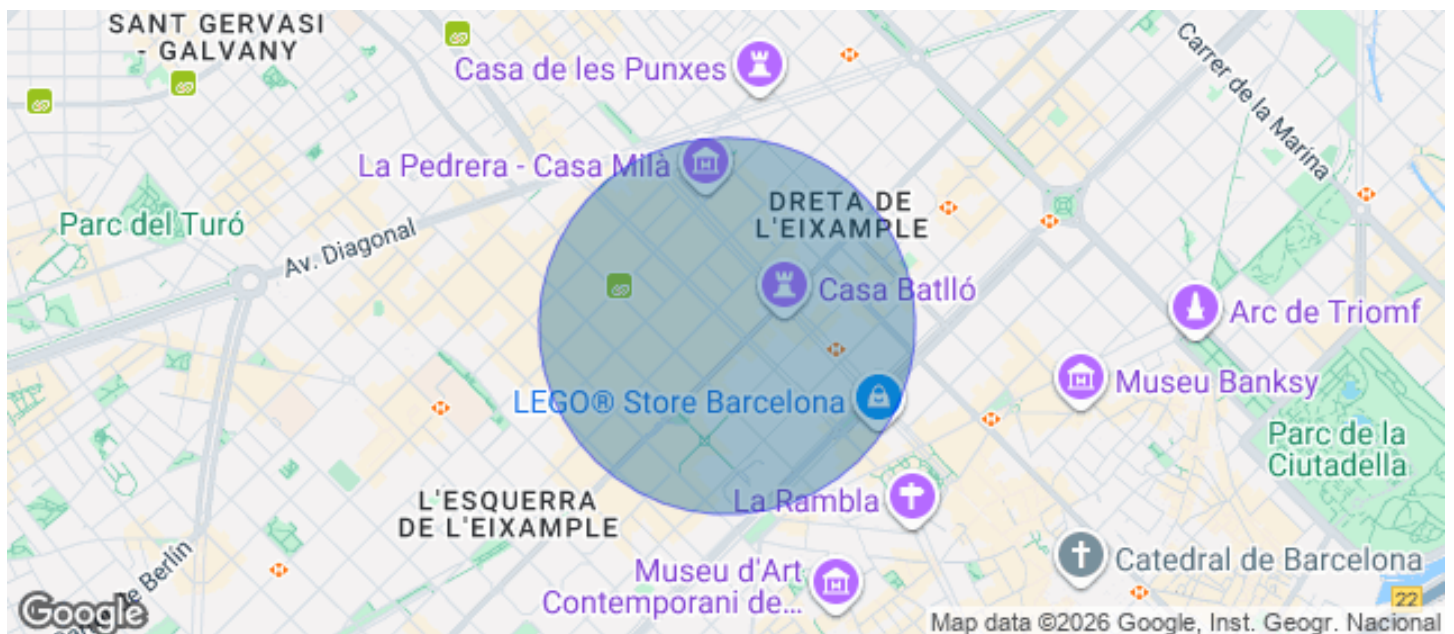 SANT GERVASI
- GALVANY
Casa de les Punxes
Carrer de la Marina
La Pedrera - Casa Milà
DRETA DE
L'EIXAMPLE
Parc del Turó
Av. Diagonal
Casa Batlló
Arc de Triomf
Museu Banksy
LEGO® Store Barcelona
Parc de la
Ciutadella
L'ESQUERRA
DE L'EIXAMPLE
La Rambla
Catedral de Barcelona
Museu d'Art
Contemporani de...
de Berlín
22
Google
Map data ©2026 Google, Inst. Geogr. Nacional